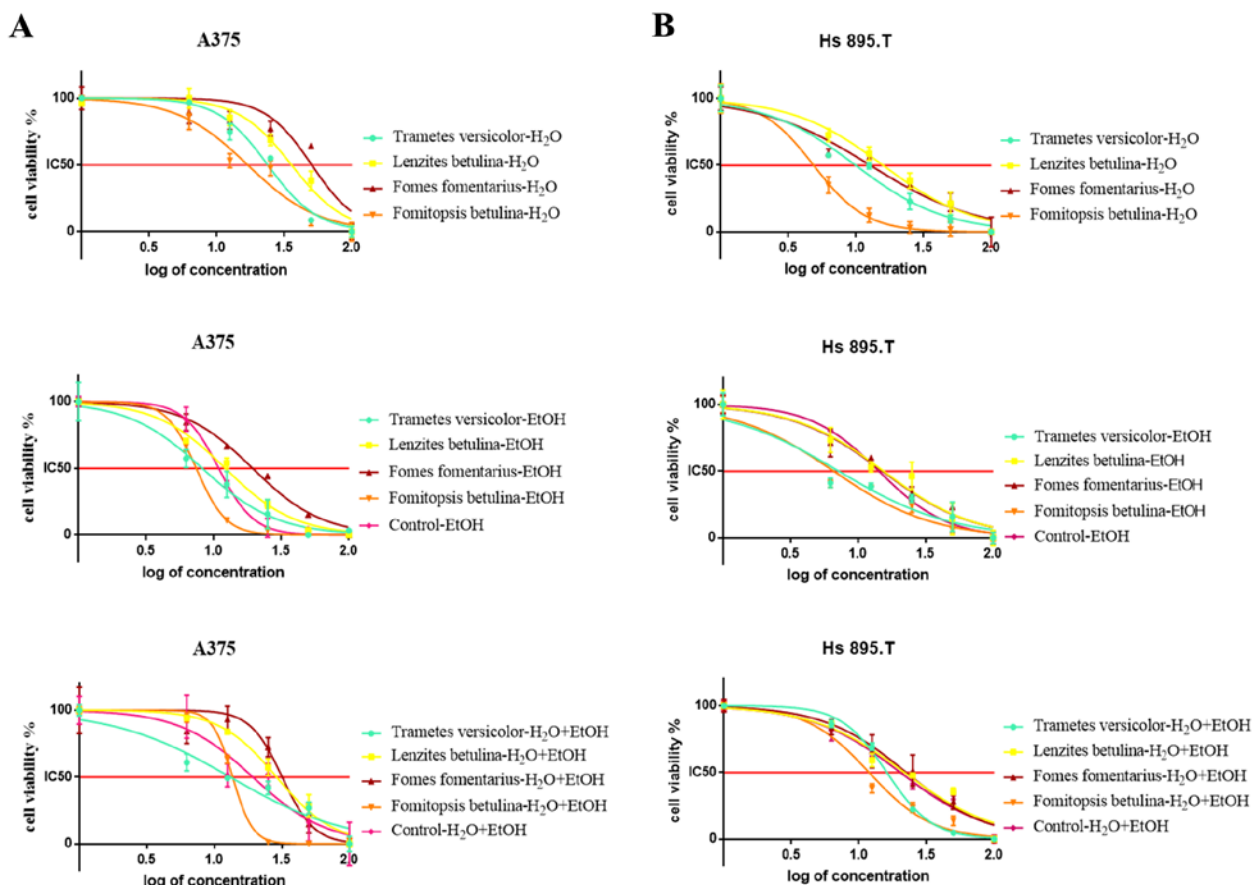 A
A375
cell viability %
100
IC50
0
0.5
1.0
1.5
2.0
log of concentration
Trametes versicolor-H₂O
Lenzites betulina-H₂O
Fomes fomentarius-H₂O
Fomitopsis betulina-H₂O
B
Hs 895.T
cell viability %
100
IC50
0
0.5
1.0
1.5
2.0
log of concentration
Trametes versicolor-H₂O
Lenzites betulina-H₂O
Fomes fomentarius-H₂O
Fomitopsis betulina-H₂O
A375
cell viability %
100
IC50
0
0.5
1.0
1.5
2.0
log of concentration
Trametes versicolor-EtOH
Lenzites betulina-EtOH
Fomes fomentarius-EtOH
Fomitopsis betulina-EtOH
Control-EtOH
Hs 895.T
cell viability %
100
IC50
0
0.5
1.0
1.5
2.0
log of concentration
Trametes versicolor-EtOH
Lenzites betulina-EtOH
Fomes fomentarius-EtOH
Fomitopsis betulina-EtOH
Control-EtOH
A375
cell viability %
100
IC50
0
0.5
1.0
1.5
2.0
log of concentration
Trametes versicolor-H₂O+EtOH
Lenzites betulina-H₂O+EtOH
Fomes fomentarius-H₂O+EtOH
Fomitopsis betulina-H₂O+EtOH
Control-H₂O+EtOH
Hs 895.T
cell viability %
100
IC50
0
0.5
1.0
1.5
2.0
log of concentration
Trametes versicolor-H₂O+EtOH
Lenzites betulina-H₂O+EtOH
Fomes fomentarius-H₂O+EtOH
Fomitopsis betulina-H₂O+EtOH
Control-H₂O+EtOH